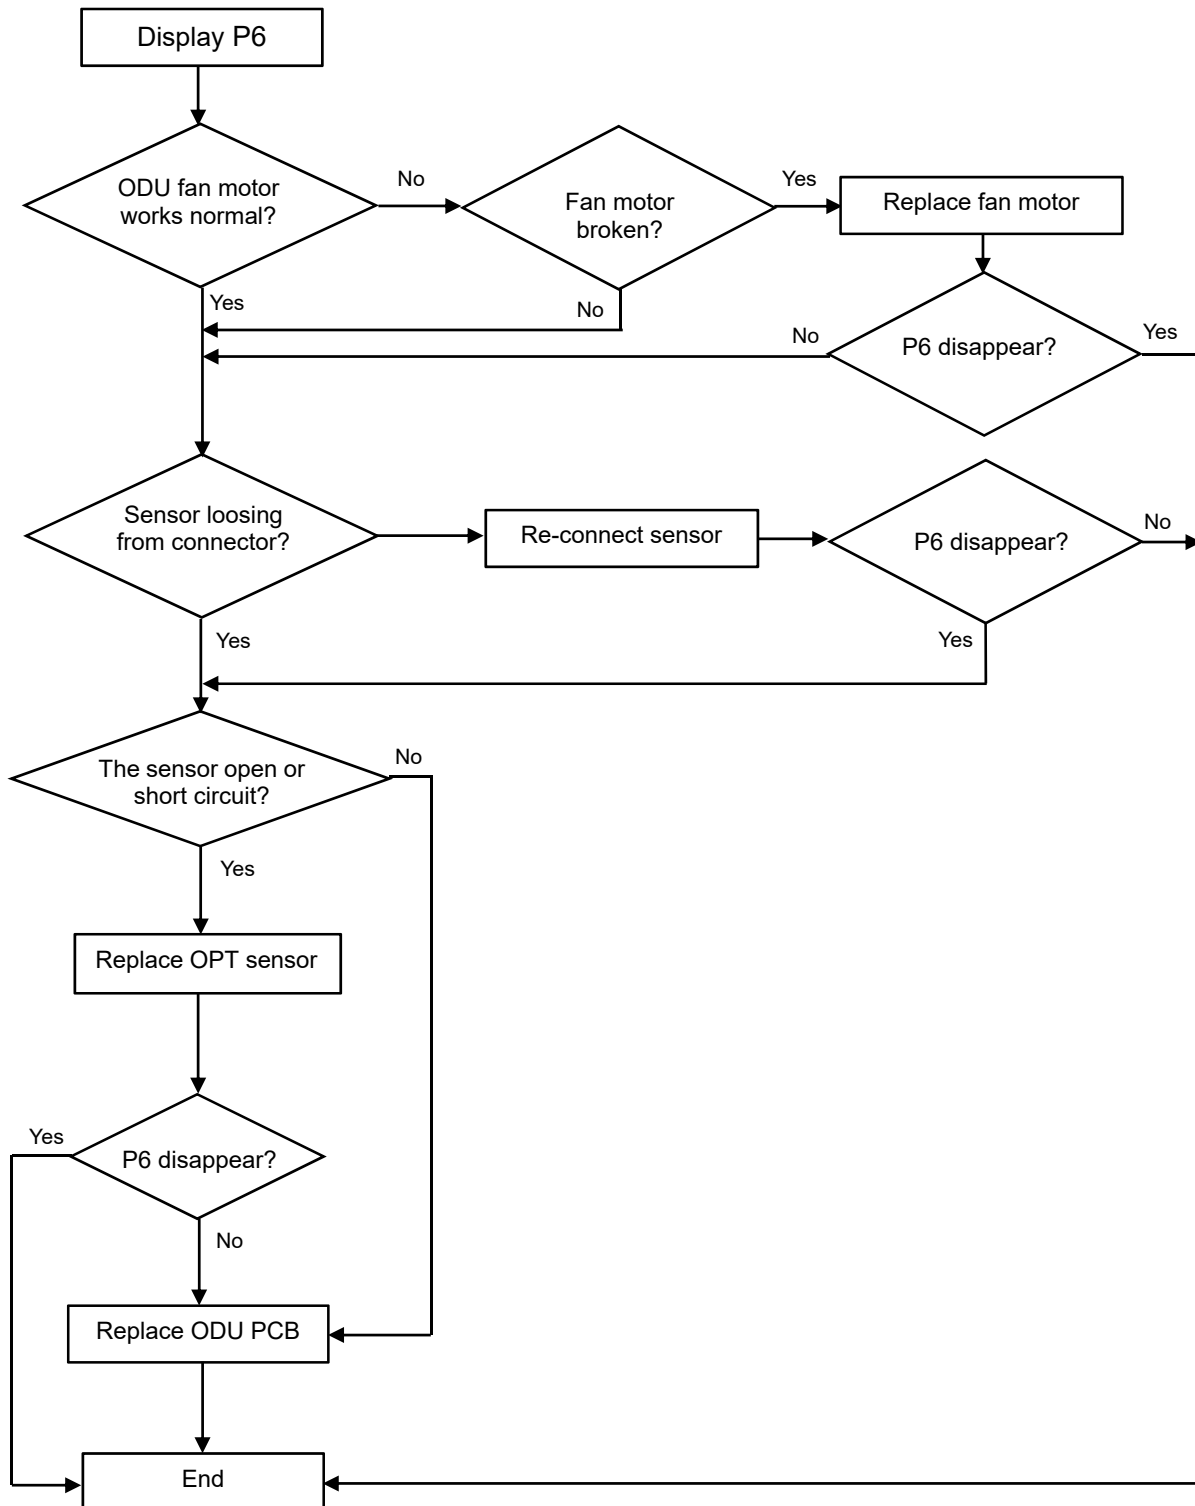 Display P6
ODU fan motor
works normal?
No
Fan motor
broken?
Yes
Replace fan motor
Yes
No
No
P6 disappear?
Yes
Sensor loosing
from connector?
Re-connect sensor
P6 disappear?
No
Yes
Yes
The sensor open or
short circuit?
No
Yes
Replace OPT sensor
Yes
P6 disappear?
No
Replace ODU PCB
End